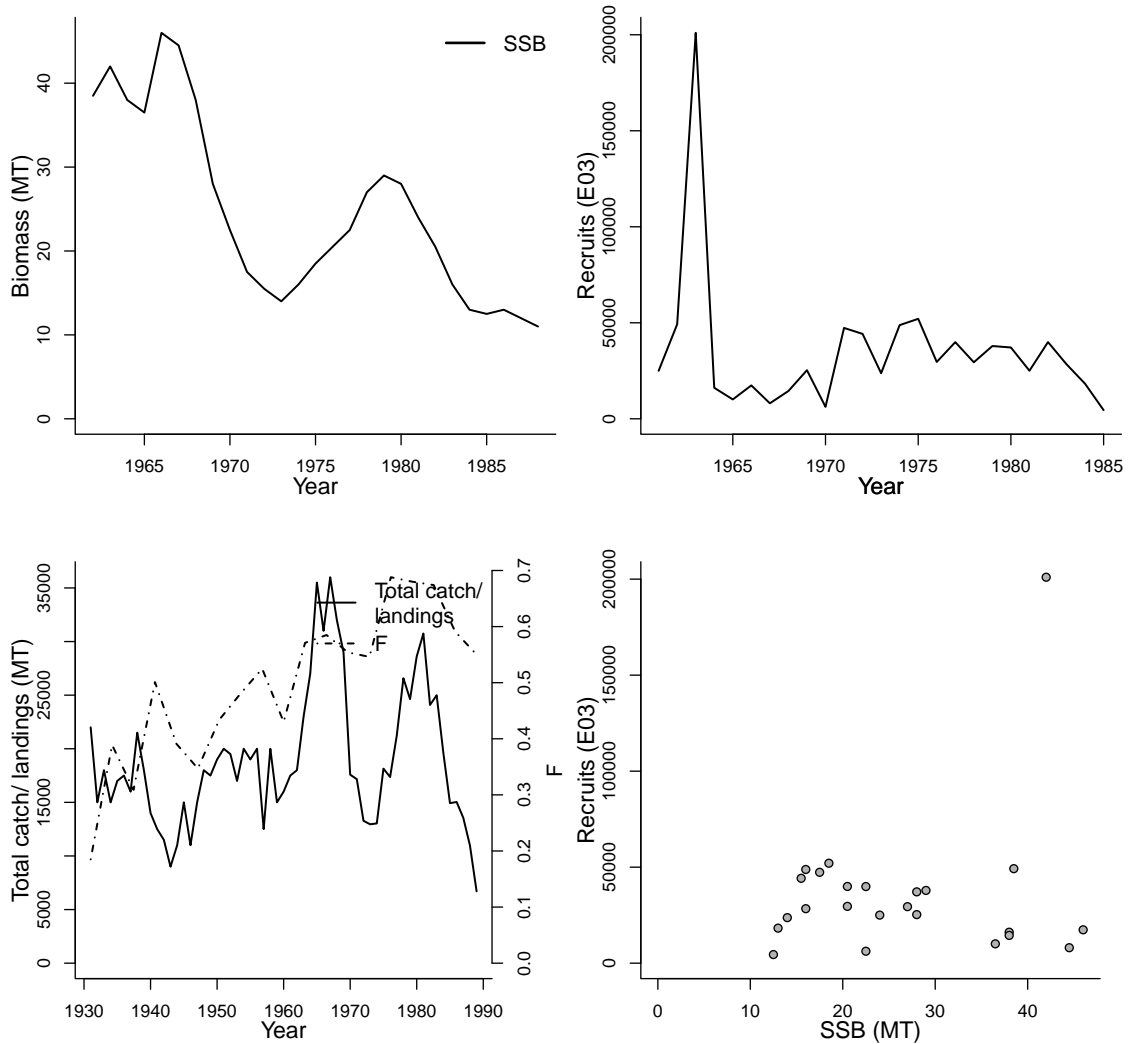 SSB
Biomass (MT)
0 10 20 30 40
1965 1970 1975 1980 1985
Year
Recruits (E03)
0 50000 100000 150000 200000
1965 1970 1975 1980 1985
Year
Total catch/ landings (MT)
0 5000 15000 25000 35000
Total catch/
landings
F
0.0 0.1 0.2 0.3 0.4 0.5 0.6 0.7
F
1930 1940 1950 1960 1970 1980 1990
Year
Recruits (E03)
0 50000 100000 150000 200000
0 10 20 30 40
SSB (MT)